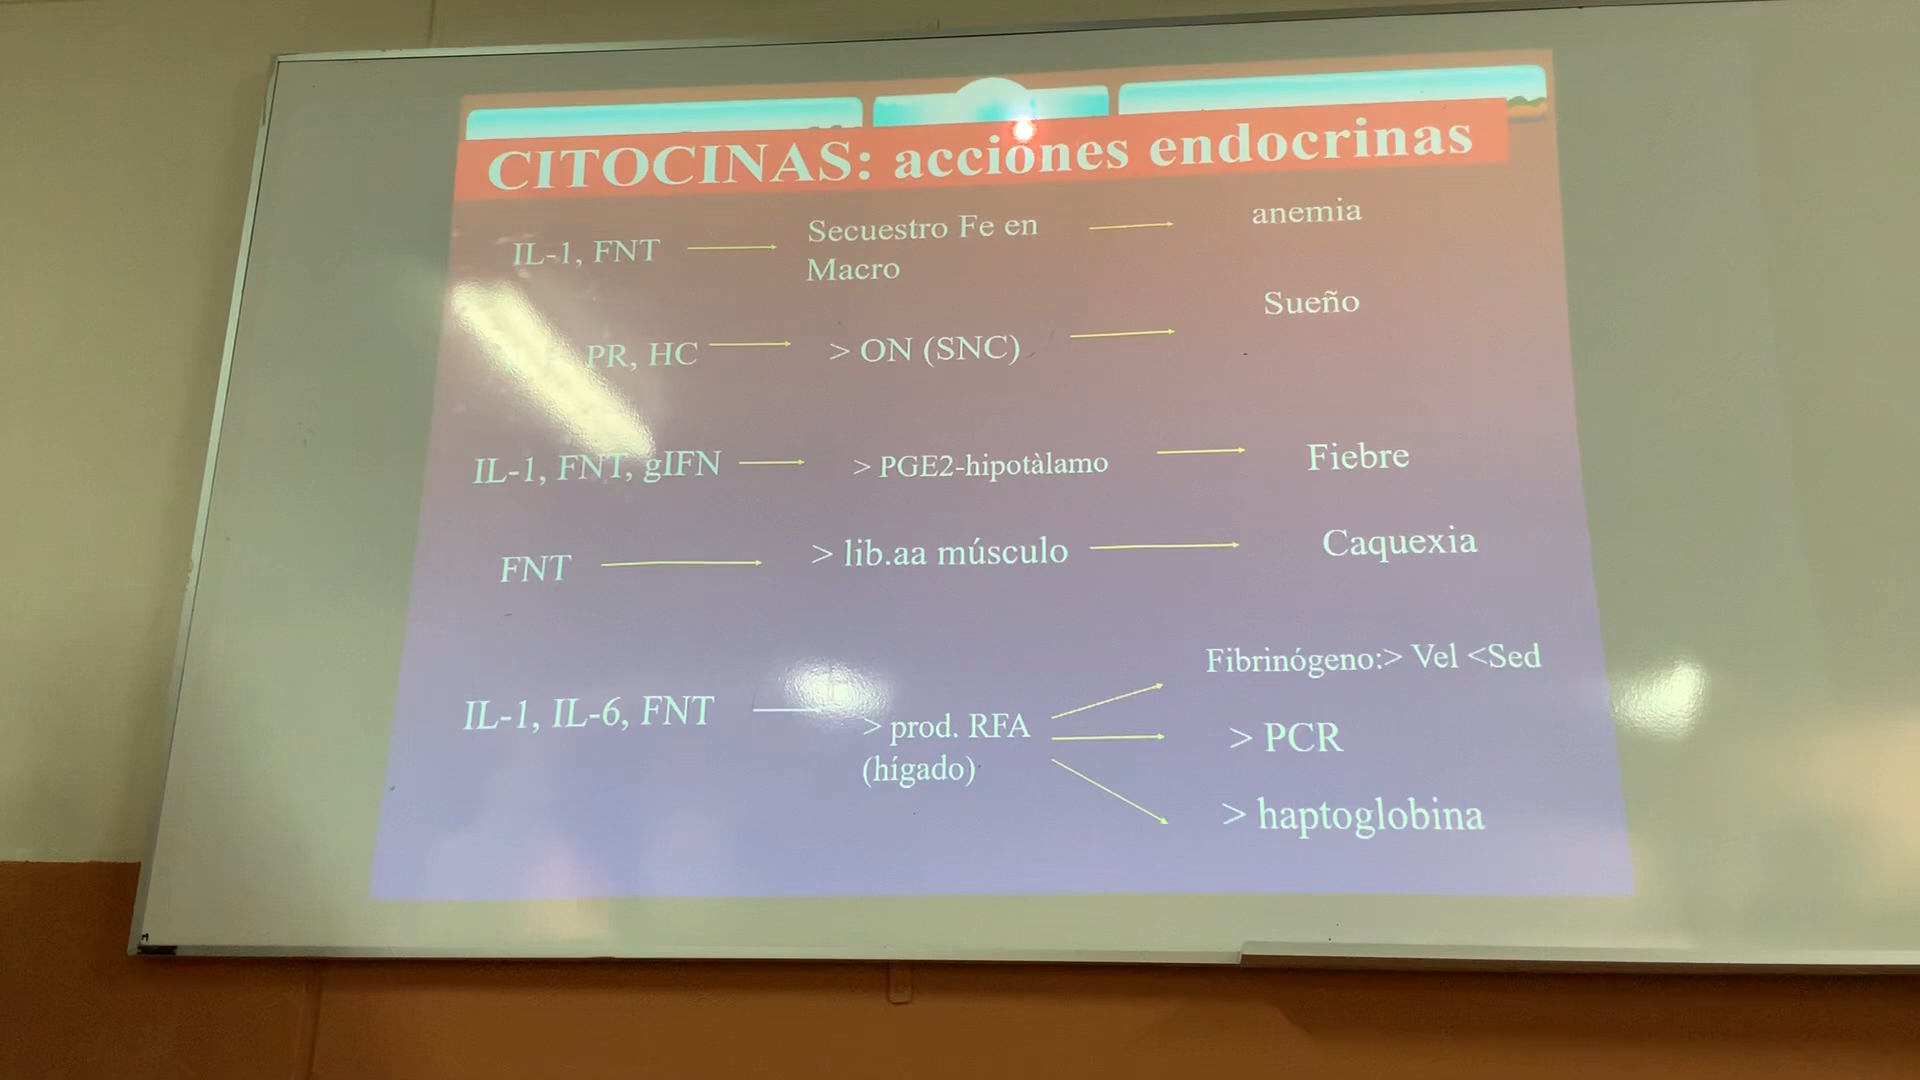 CITOCINAS: acciones endocrinas
IL-1, FNT
Secuestro Fe en
Macro
anemia
PR, HC
> ON (SNC)
Sueño
IL-1, FNT, gIFN
> PGE2-hipotàlamo
Fiebre
FNT
> lib.aa músculo
Caquexia
IL-1, IL-6, FNT
> prod. RFA
(hígado)
Fibrinógeno:> Vel <Sed
> PCR
> haptoglobina